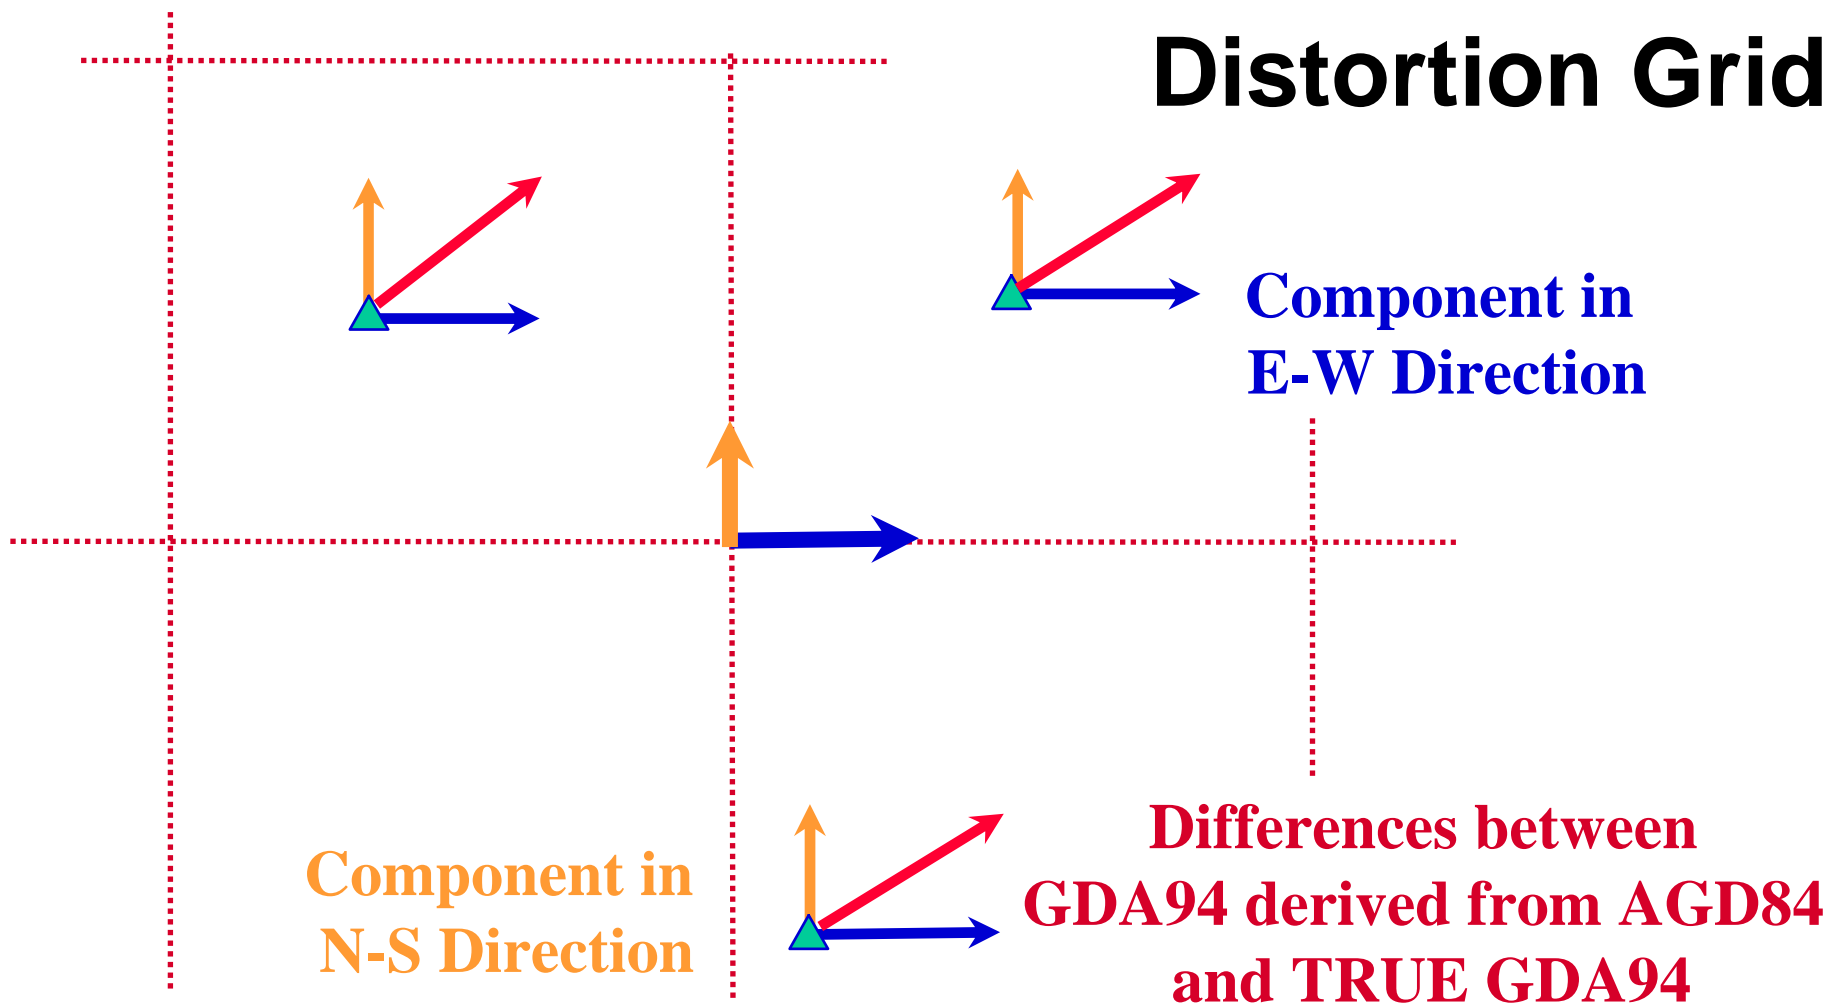 Distortion Grid
Component in
E-W Direction
Component in
N-S Direction
Differences between
GDA94 derived from AGD84
and TRUE GDA94